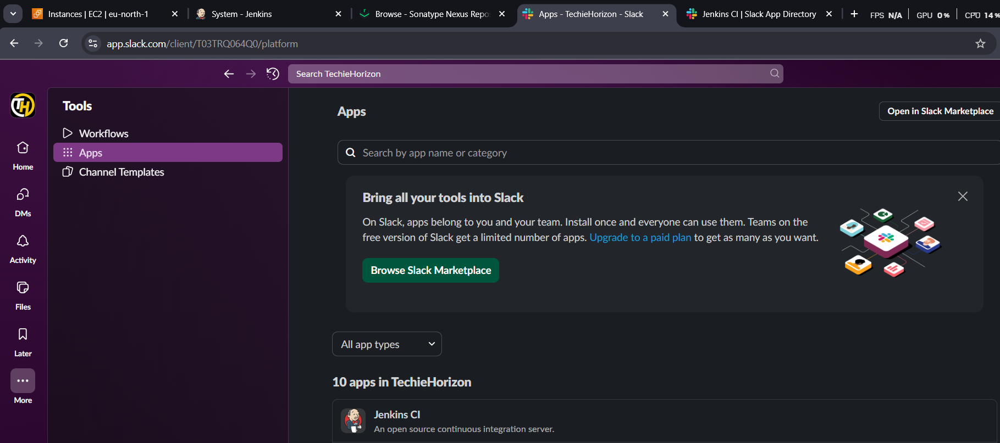 Instances | EC2 | eu-north-1
System - Jenkins
Browse - Sonatype Nexus Repo
Apps - TechieHorizon - Slack
Jenkins CI | Slack App Directory
FPS N/A
GPU 0%
CPU 14%
app.slack.com/client/T03TRQ064Q0/platform
Search TechieHorizon
TH
Tools
Workflows
Apps
Channel Templates
Home
DMs
Activity
Files
Later
More
Apps
Open in Slack Marketplace
Search by app name or category
Bring all your tools into Slack
On Slack, apps belong to you and your team. Install once and everyone can use them. Teams on the
free version of Slack get a limited number of apps. Upgrade to a paid plan to get as many as you want.
Browse Slack Marketplace
All app types
10 apps in TechieHorizon
Jenkins CI
An open source continuous integration server.